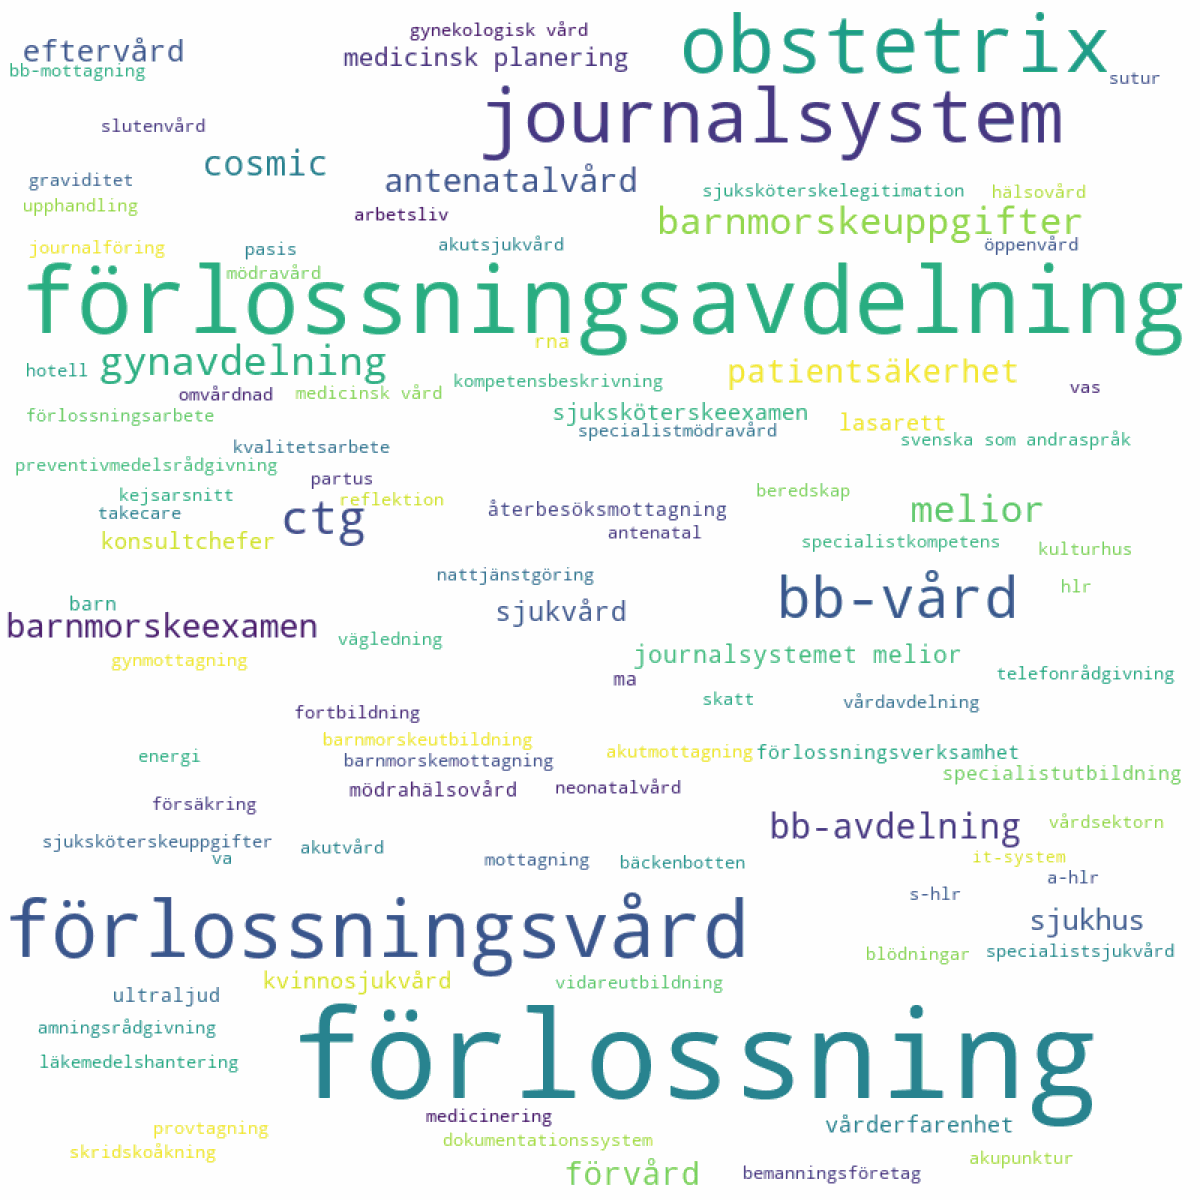 gynekologisk vård
obstetrix
eftervård
medicinsk planering
bb-mottagning
sutur
journalsystem
slutenvård
cosmic
antenatalvård
graviditet
sjuksköterskelegitimation
hälsovård
upphandling
arbetsliv
barnmorskeuppgifter
journalföring
pasis
akutsjukvård
öppenvård
mödravård
förlossningsavdelning
rna
hotell
gynavdelning
kompetensbeskrivning
patientsäkerhet
vas
omvårdnad
medicinsk vård
förlossningsarbete
sjuksköterskeexamen
lasarett
specialistmödravård
svenska som andraspråk
kvalitetsarbete
preventivmedelsrådgivning
partus
beredskap
kejsarsnitt
reflektion
takecare
ctg
återbesöksmottagning
melior
antenatal
konsultchefer
specialistkompetens
kulturhus
nattjänstgöring
hlr
barn
sjukvård
bb-vård
barnmorskeexamen
vägledning
gynmottagning
journalsystemet melior
ma
telefonrådgivning
skatt
vårdavdelning
fortbildning
barnmorskeutbildning
energi
barnmorskemottagning
akutmottagning
förlossningsverksamhet
specialistutbildning
mödrahälsovård
neonatalvård
försäkring
bb-avdelning
vårdsektorn
sjuksköterskeuppgifter
akutvård
va
mottagning
bäckenbotten
it-system
a-hlr
s-hlr
förlossningsvård
sjukhus
blödningar
specialistsjukvård
kvinnosjukvård
vidareutbildning
ultraljud
amningsrådgivning
läkemedelshantering
förlossning
medicinering
provtagning
vårderfarenhet
dokumentationssystem
skridskoåkning
akupunktur
förvård
bemanningsföretag